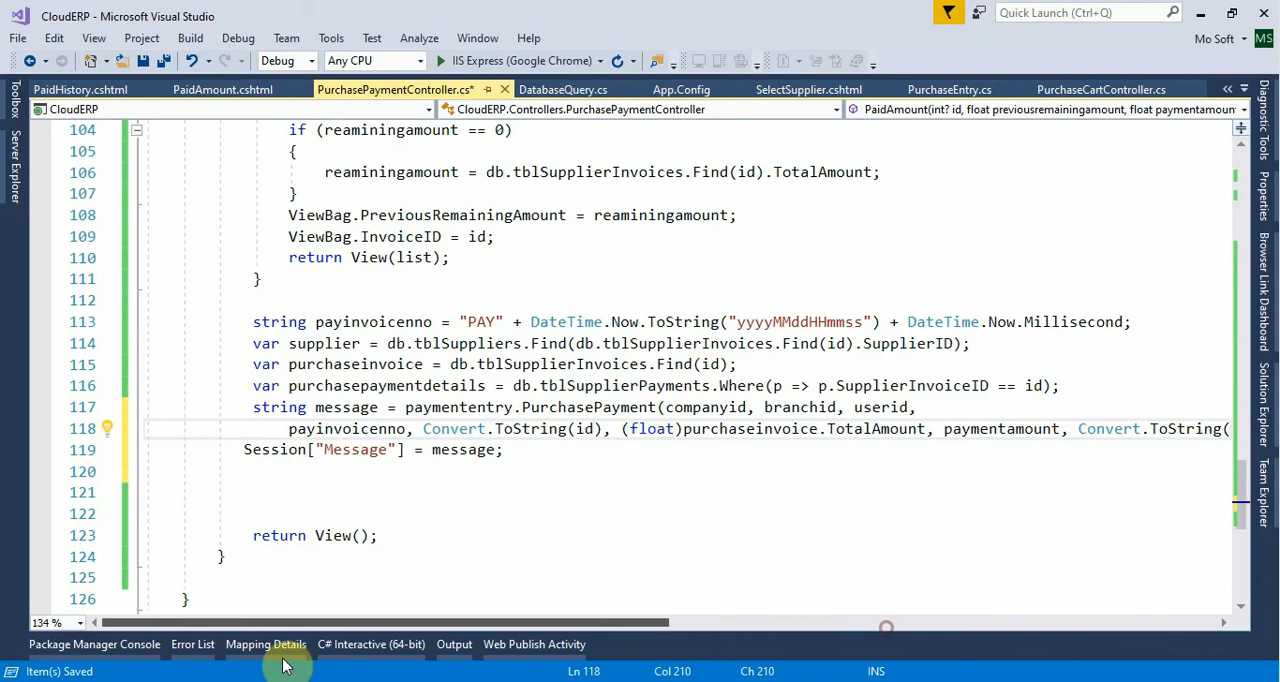 CloudERP - Microsoft Visual Studio
Quick Launch (Ctrl+Q)
File Edit View Project Build Debug Team Tools Test Analyze Window Help
Mo Soft MS
Debug Any CPU IIS Express (Google Chrome)
PaidHistory.cshtml PaidAmount.cshtml PurchasePaymentController.cs* DatabaseQuery.cs App.Config SelectSupplier.cshtml PurchaseEntry.cs PurchaseCartController.cs
CloudERP CloudERP.Controllers.PurchasePaymentController PaidAmount(int? id, float previousremainingamount, float paymentamount
Toolbox
Server Explorer
104 if (reaminingamount == 0)
105 {
106 reaminingamount = db.tblSupplierInvoices.Find(id).TotalAmount;
107 }
108 ViewBag.PreviousRemainingAmount = reaminingamount;
109 ViewBag.InvoiceID = id;
110 return View(list);
111 }
112
113 string payinvoicenno = "PAY" + DateTime.Now.ToString("yyyyMMddHHmmss") + DateTime.Now.Millisecond;
114 var supplier = db.tblSuppliers.Find(db.tblSupplierInvoices.Find(id).SupplierID);
115 var purchaseinvoice = db.tblSupplierInvoices.Find(id);
116 var purchasepaymentdetails = db.tblSupplierPayments.Where(p => p.SupplierInvoiceID == id);
117 string message = paymententry.PurchasePayment(companyid, branchid, userid,
118 payinvoicenno, Convert.ToString(id), (float)purchaseinvoice.TotalAmount, paymentamount, Convert.ToString(
119 Session["Message"] = message;
120
121
122
123 return View();
124 }
125
126 }
Diagnostic Tools
Properties
Browser Link Dashboard
Solution Explorer
Team Explorer
134 %
Package Manager Console Error List Mapping Details C# Interactive (64-bit) Output Web Publish Activity
Item(s) Saved Ln 118 Col 210 Ch 210 INS